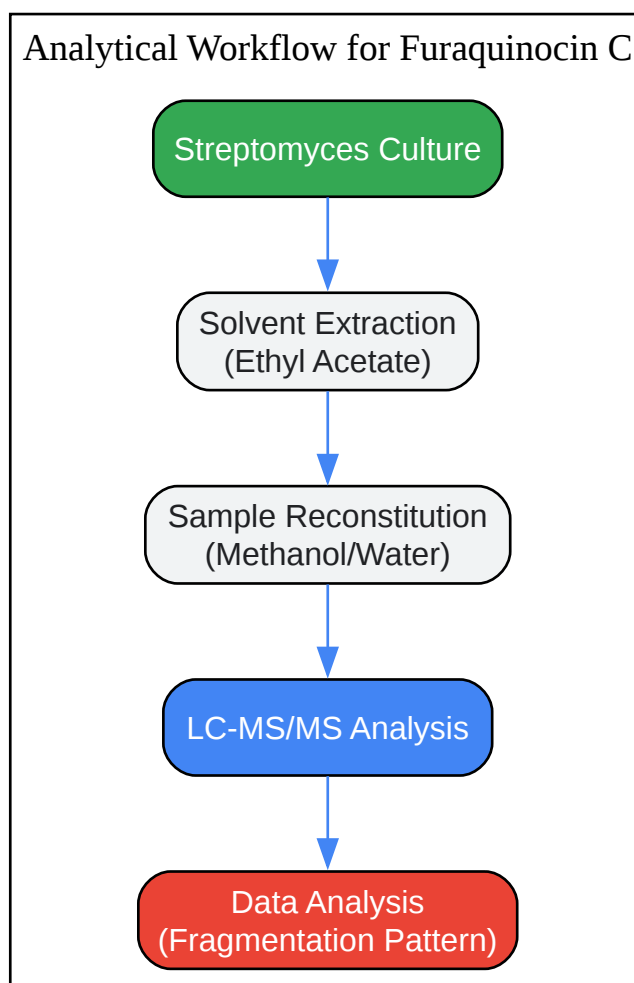 Analytical Workflow for Furaquinocin C
Streptomyces Culture
Solvent Extraction
(Ethyl Acetate)
Sample Reconstitution
(Methanol/Water)
LC-MS/MS Analysis
Data Analysis
(Fragmentation Pattern)